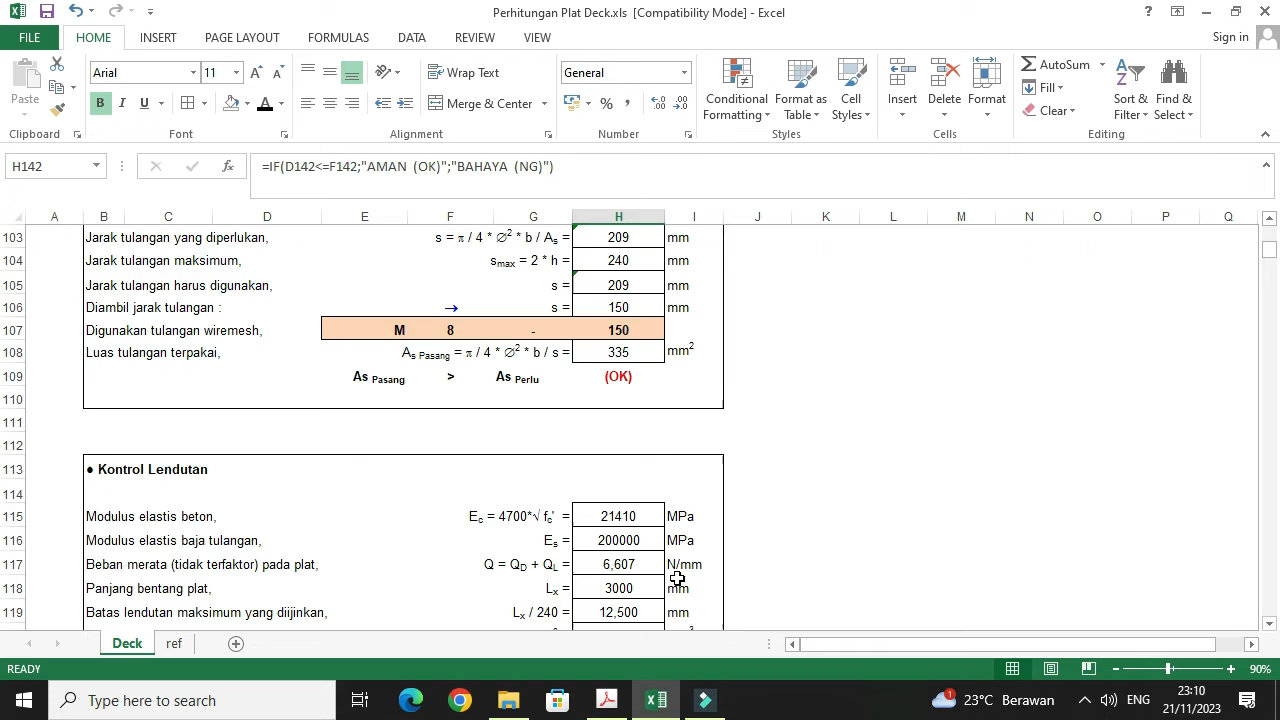 Perhitungan Plat Deck.xls [Compatibility Mode] - Excel
?
Sign in
FILE HOME INSERT PAGE LAYOUT FORMULAS DATA REVIEW VIEW
Arial 11
Wrap Text
General
AutoSum
Fill
Clear
Paste
B I U
Merge & Center
% ,
Conditional Formatting
Format as Table
Cell Styles
Insert
Delete
Format
Sort & Filter
Find & Select
Clipboard Font Alignment Number Styles Cells Editing
H142 fx =IF(D142<=F142;"AMAN (OK)";"BAHAYA (NG)")
A B C D E F G H I J K L M N O P Q
103 Jarak tulangan yang diperlukan, s = π / 4 * ∅² * b / As = 209 mm
104 Jarak tulangan maksimum, smax = 2 * h = 240 mm
105 Jarak tulangan harus digunakan, s = 209 mm
106 Diambil jarak tulangan : → s = 150 mm
107 Digunakan tulangan wiremesh, M 8 - 150
108 Luas tulangan terpakai, As Pasang = π / 4 * ∅² * b / s = 335 mm²
109 As Pasang > As Perlu (OK)
110
111
112
113 ● Kontrol Lendutan
114
115 Modulus elastis beton, Ec = 4700*√ fc' = 21410 MPa
116 Modulus elastis baja tulangan, Es = 200000 MPa
117 Beban merata (tidak terfaktor) pada plat, Q = QD + QL = 6,607 N/mm
118 Panjang bentang plat, Lx = 3000 mm
119 Batas lendutan maksimum yang diijinkan, Lx / 240 = 12,500 mm
Deck ref
READY 90%
Type here to search
1 23°C Berawan ENG 23:10
21/11/2023